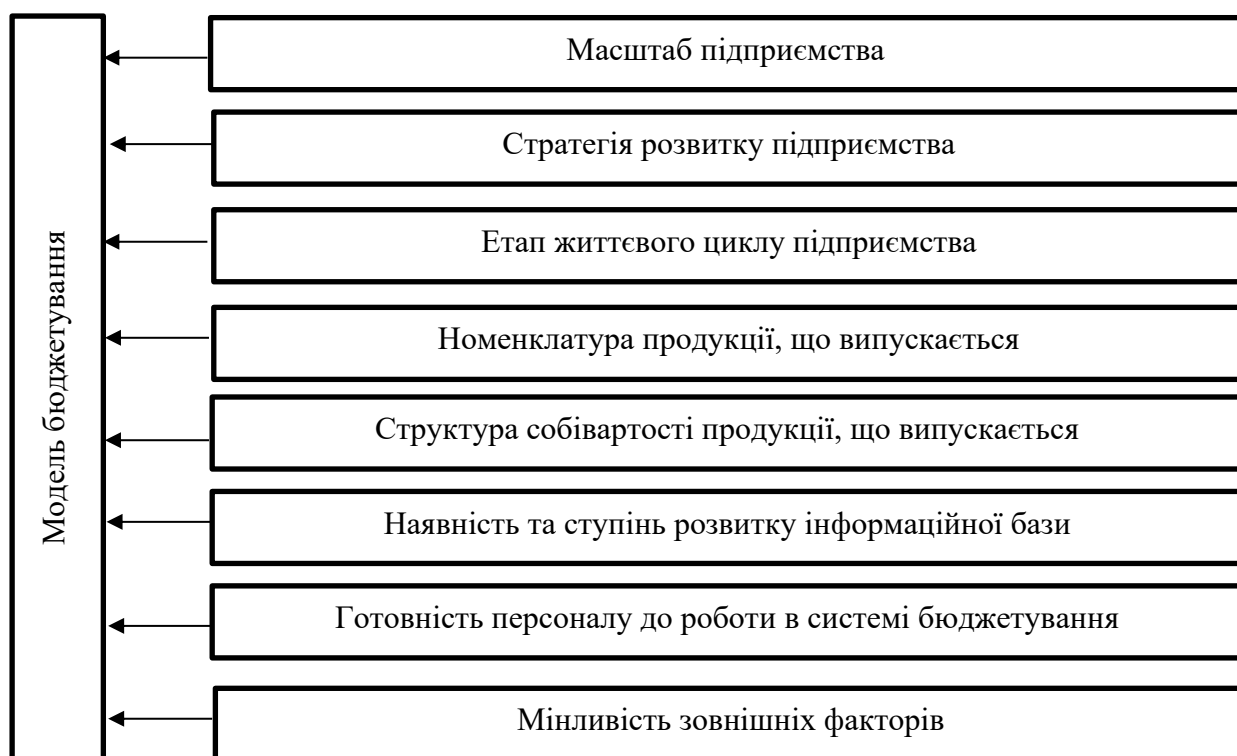 Модель бюджетування
Масштаб підприємства
Стратегія розвитку підприємства
Етап життєвого циклу підприємства
Номенклатура продукції, що випускається
Структура собівартості продукції, що випускається
Наявність та ступінь розвитку інформаційної бази
Готовність персоналу до роботи в системі бюджетування
Мінливість зовнішніх факторів